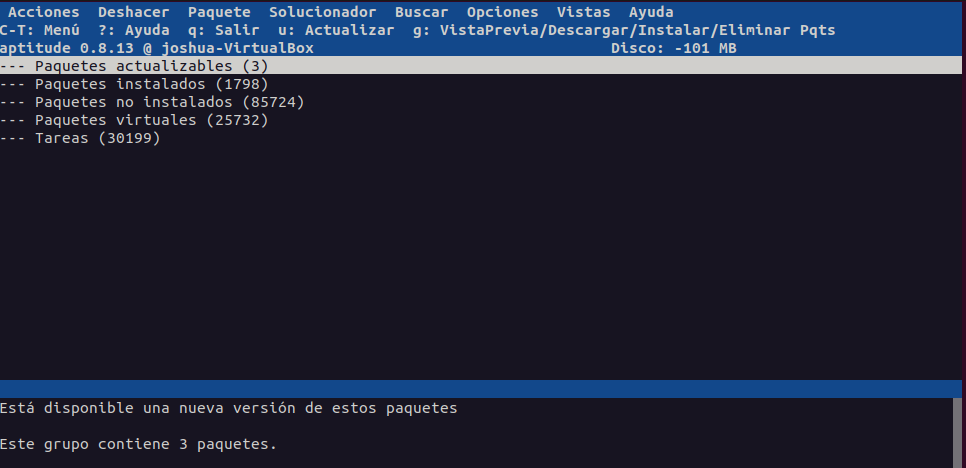 Acciones Deshacer Paquete Solucionador Buscar Opciones Vistas Ayuda
C-T: Menú ?: Ayuda q: Salir u: Actualizar g: VistaPrevia/Descargar/Instalar/Eliminar Pqts
aptitude 0.8.13 @ joshua-VirtualBox Disco: -101 MB
--- Paquetes actualizables (3)
--- Paquetes instalados (1798)
--- Paquetes no instalados (85724)
--- Paquetes virtuales (25732)
--- Tareas (30199)
Está disponible una nueva versión de estos paquetes
Este grupo contiene 3 paquetes.